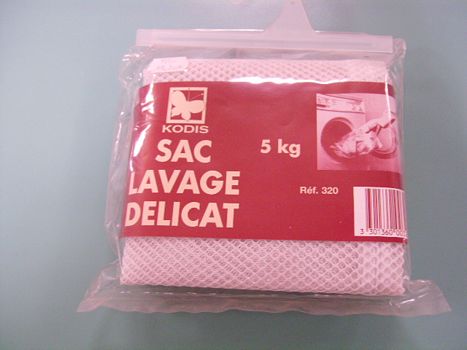 KODIS
SAC
LAVAGE
DELICAT
5 kg
Réf. 320